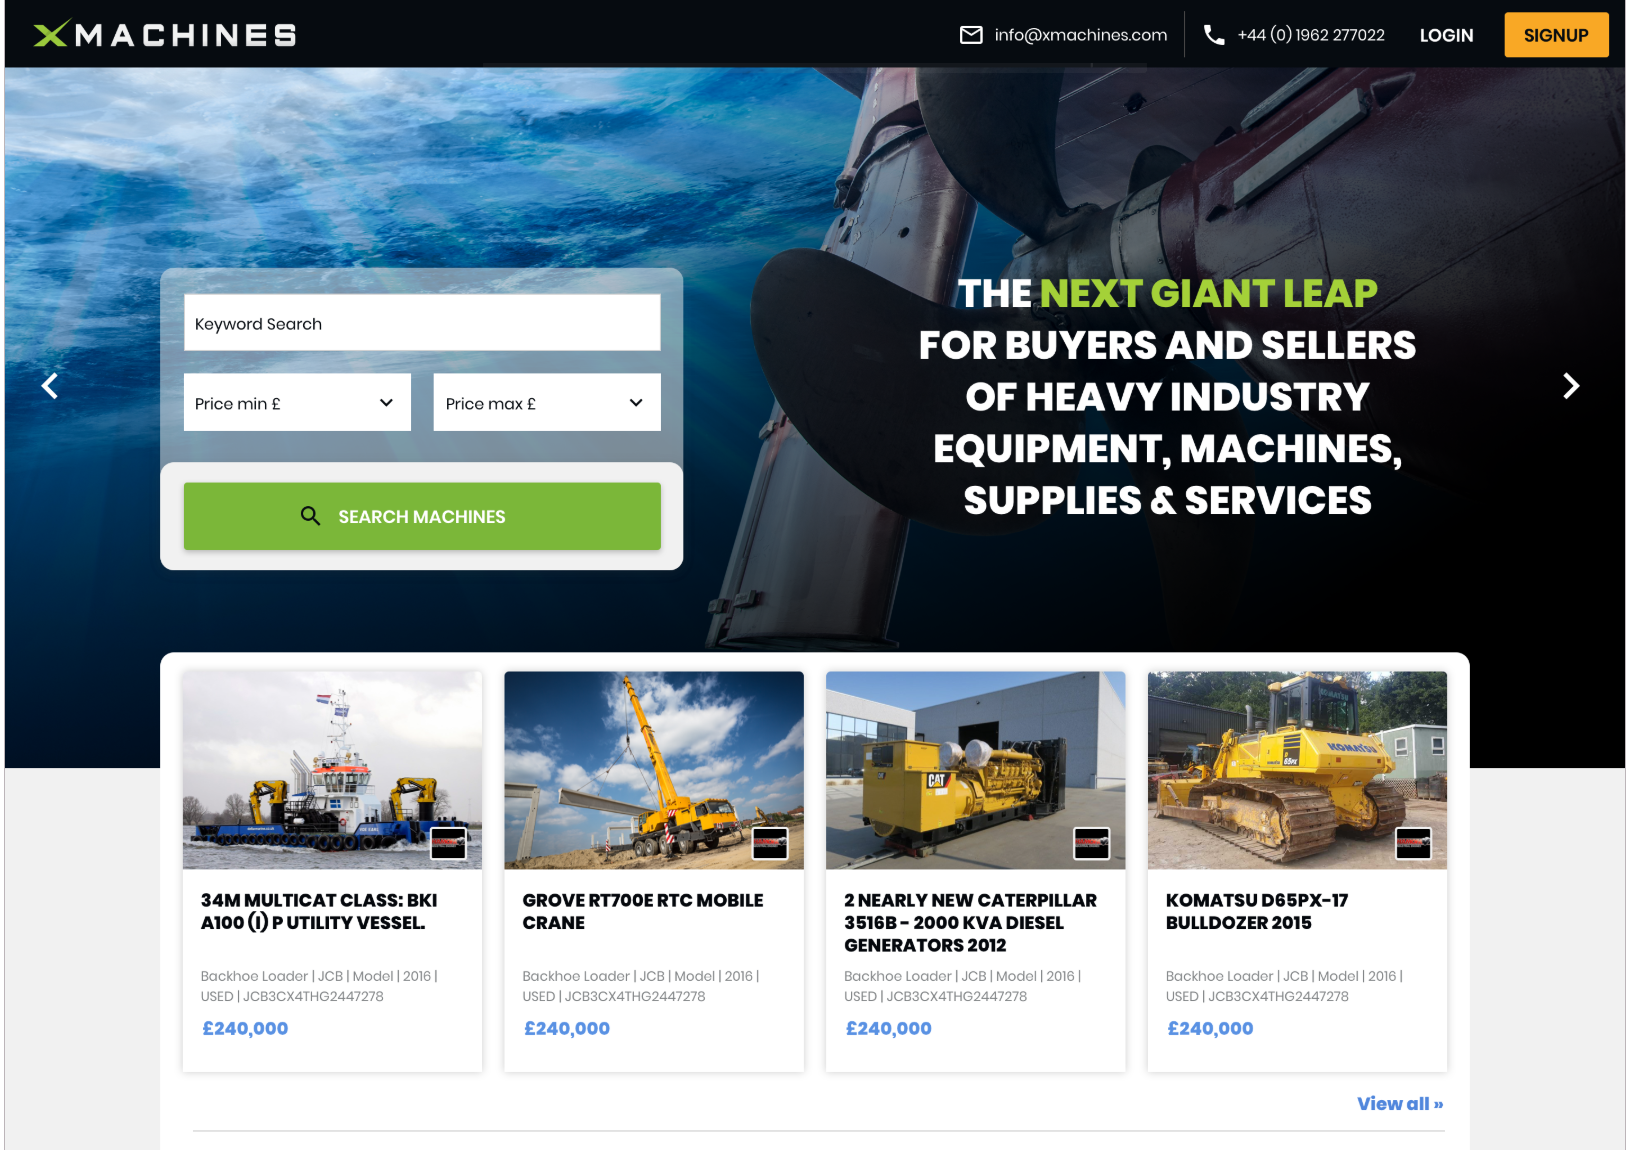 XMACHINES
info@xmachines.com
+44 (0) 1962 277022
LOGIN
SIGNUP
Keyword Search
Price min £
Price max £
SEARCH MACHINES
THE NEXT GIANT LEAP
FOR BUYERS AND SELLERS
OF HEAVY INDUSTRY
EQUIPMENT, MACHINES,
SUPPLIES & SERVICES
CAT
KOMATSU
KOMATSU
65PX
34M MULTICAT CLASS: BKI
A100 (I) P UTILITY VESSEL.
Backhoe Loader | JCB | Model | 2016 |
USED | JCB3CX4THG2447278
£240,000
GROVE RT700E RTC MOBILE
CRANE
Backhoe Loader | JCB | Model | 2016 |
USED | JCB3CX4THG2447278
£240,000
2 NEARLY NEW CATERPILLAR
3516B - 2000 KVA DIESEL
GENERATORS 2012
Backhoe Loader | JCB | Model | 2016 |
USED | JCB3CX4THG2447278
£240,000
KOMATSU D65PX-17
BULLDOZER 2015
Backhoe Loader | JCB | Model | 2016 |
USED | JCB3CX4THG2447278
£240,000
View all »